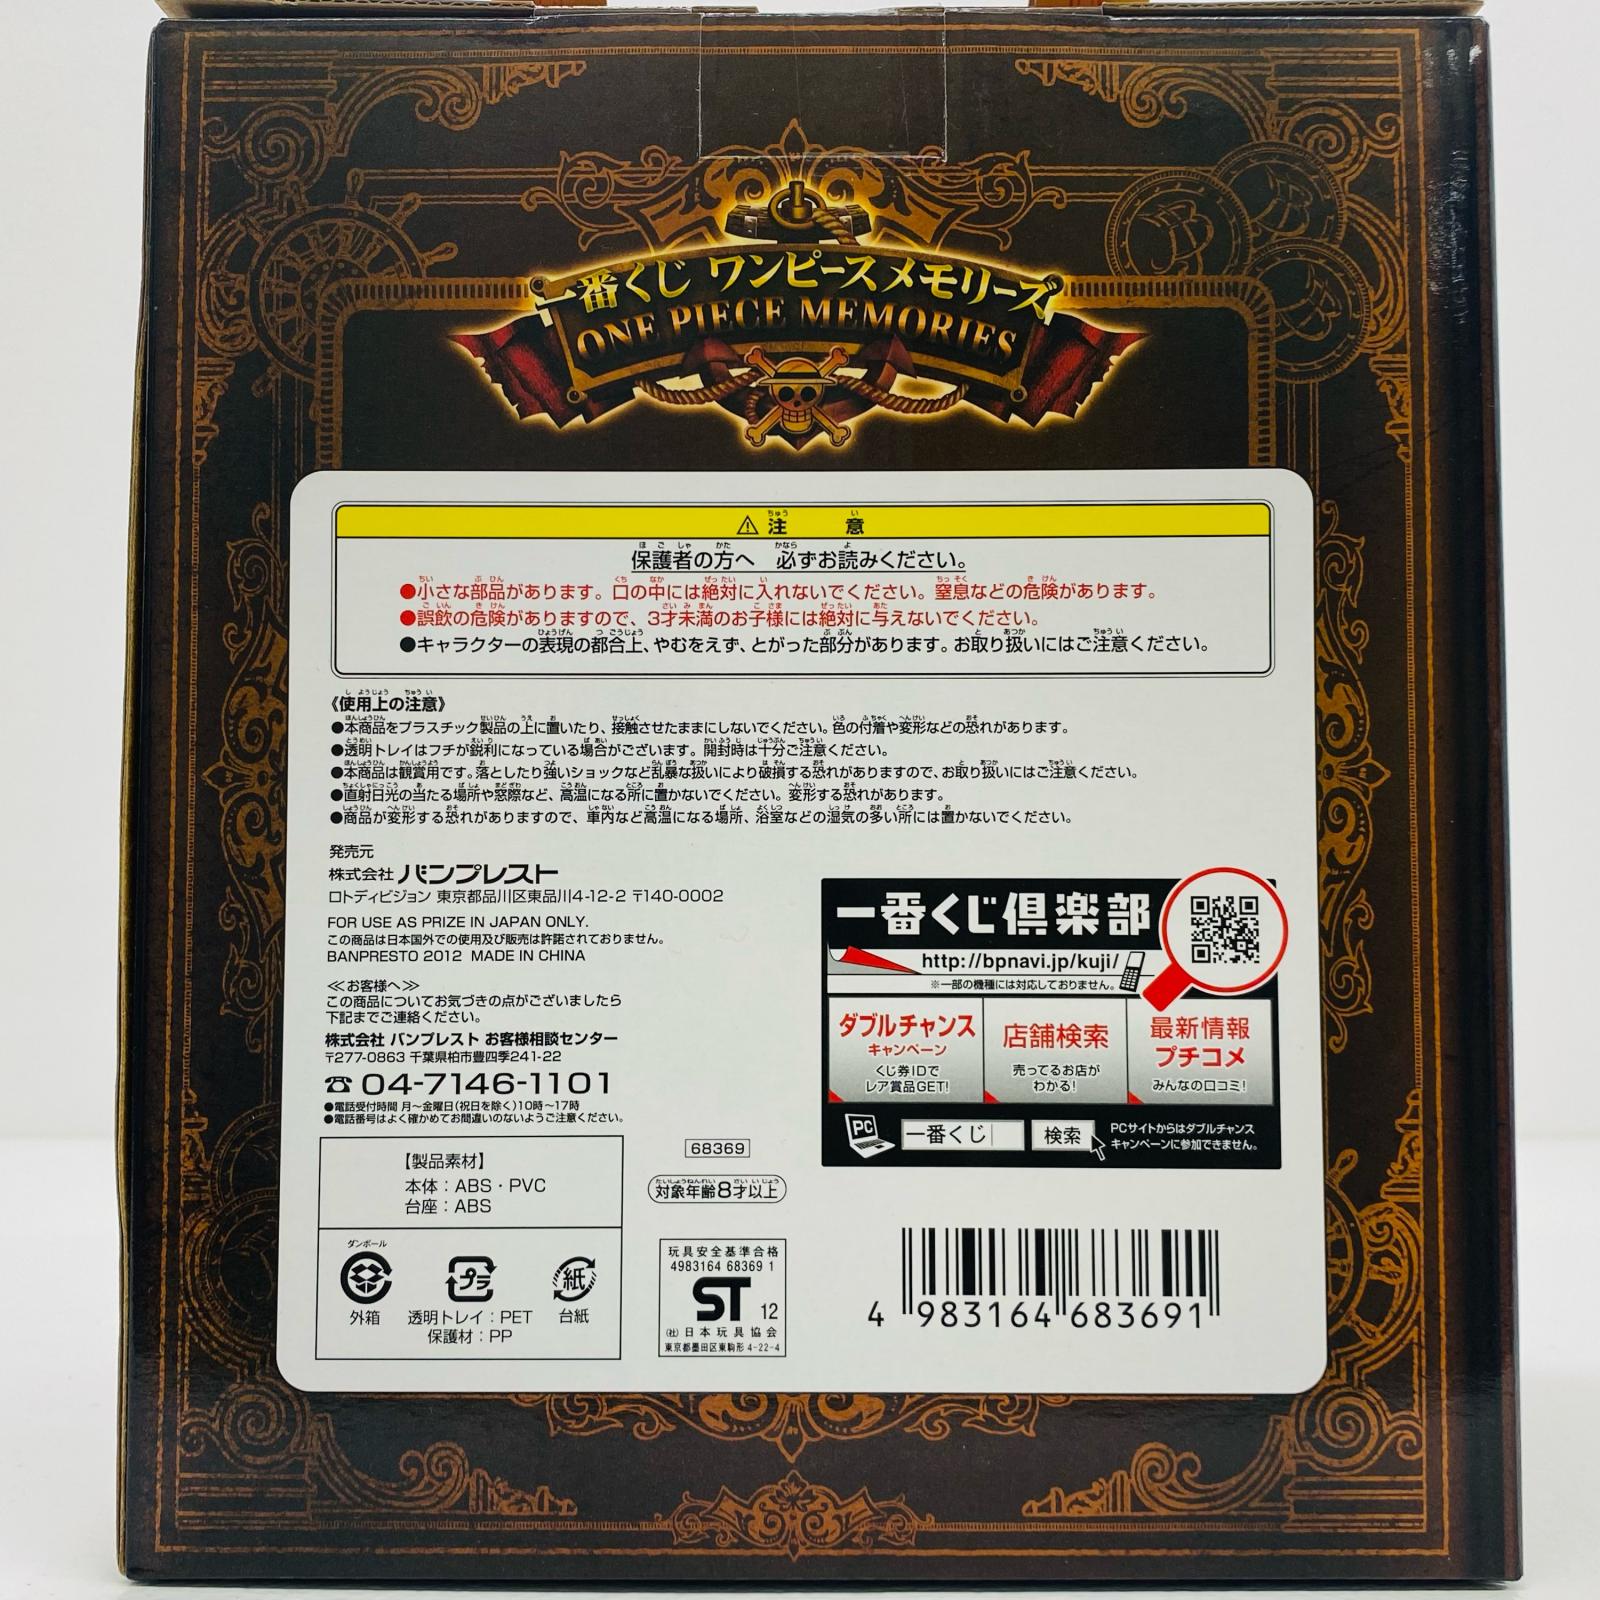 一番くじ ワンピースメモリーズ
ONE PIECE MEMORIES
⚠注意
保護者の方へ 必ずお読みください。
●小さな部品があります。口の中には絶対に入れないでください。窒息などの危険があります。
●誤飲の危険がありますので、3才未満のお子様には絶対に与えないでください。
●キャラクターの表現の都合上、やむをえず、とがった部分があります。お取り扱いにはご注意ください。
《使用上の注意》
●本商品をプラスチック製品の上に置いたり、接触させたままにしないでください。色の付着や変形などの恐れがあります。
●透明トレイはフチが鋭利になっている場合がございます。開封時は十分ご注意ください。
●本商品は観賞用です。落としたり強いショックなど乱暴な扱いにより破損する恐れがありますので、お取り扱いにはご注意ください。
●直射日光の当たる場所や窓際など、高温になる所に置かないでください。変形する恐れがあります。
●商品が変形する恐れがありますので、車内など高温になる場所、浴室などの湿気の多い所には置かないでください。
発売元
株式会社 バンプレスト
ロトディビジョン 東京都品川区東品川4-12-2 〒140-0002
FOR USE AS PRIZE IN JAPAN ONLY.
この商品は日本国外での使用及び販売は許諾されておりません。
BANPRESTO 2012 MADE IN CHINA
≪お客様へ≫
この商品についてお気づきの点がございましたら
下記までご連絡ください。
株式会社 バンプレスト お客様相談センター
〒277-0863 千葉県柏市豊四季241-22
☎ 04-7146-1101
●電話受付時間 月～金曜日(祝日を除く)10時～17時
●電話番号はよく確かめてお間違いのないようご注意ください。
一番くじ倶楽部
http://bpnavi.jp/kuji/
※一部の機種には対応しておりません。
ダブルチャンス
キャンペーン
くじ券IDで
レア賞品GET!
店舗検索
売ってるお店が
わかる!
最新情報
プチコメ
みんなの口コミ!
PC
一番くじ
検索
PCサイトからはダブルチャンス
キャンペーンに参加できません。
【製品素材】
本体：ABS・PVC
台座：ABS
ダンボール
外箱
プラ
透明トレイ：PET
保護材：PP
紙
台紙
68369
対象年齢8才以上
玩具安全基準合格
4983164 68369 1
ST 12
(社)日本玩具協会
東京都墨田区東駒形 4-22-4
4 983164 683691